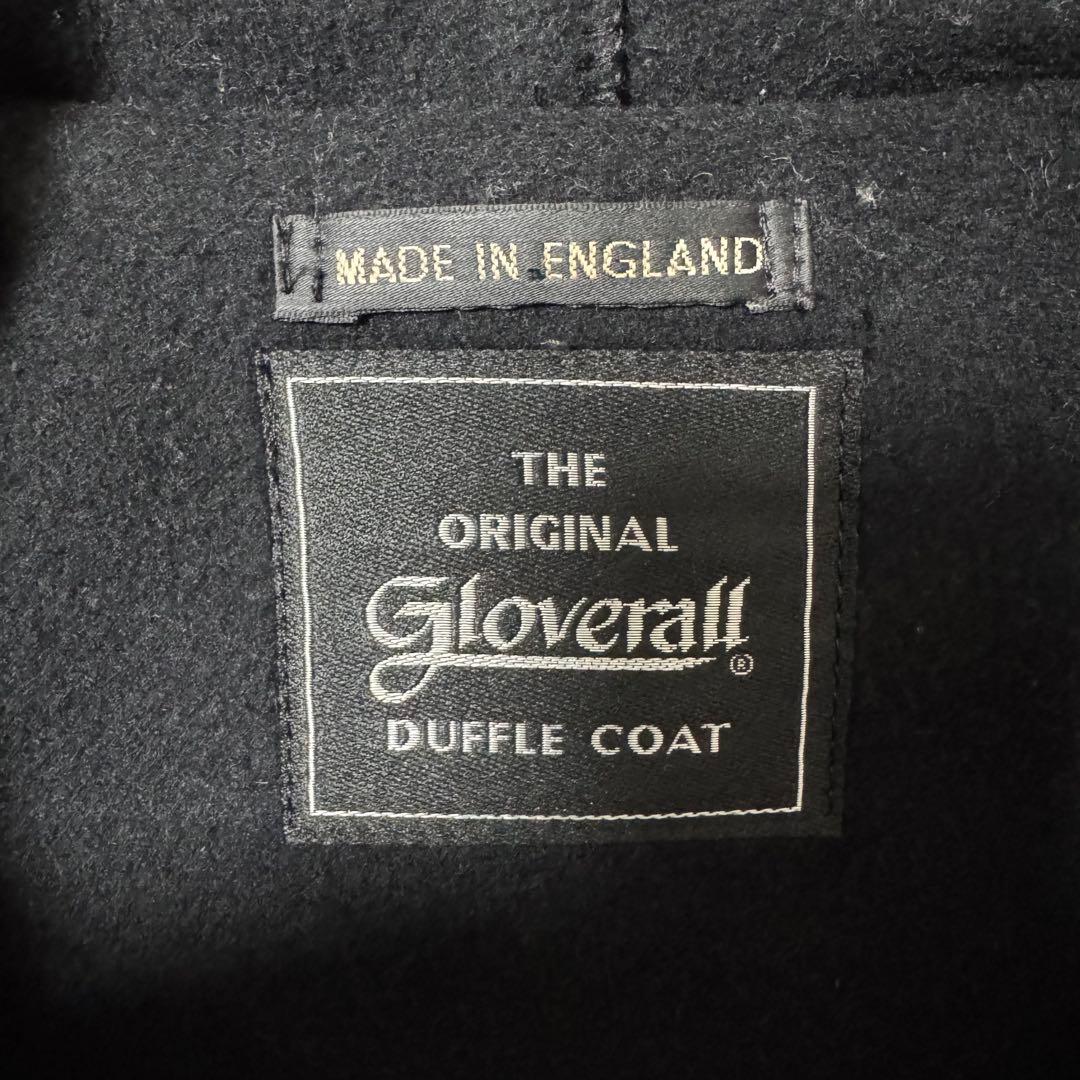 MADE IN ENGLAND
THE
ORIGINAL
Gloverall®
DUFFLE COAT